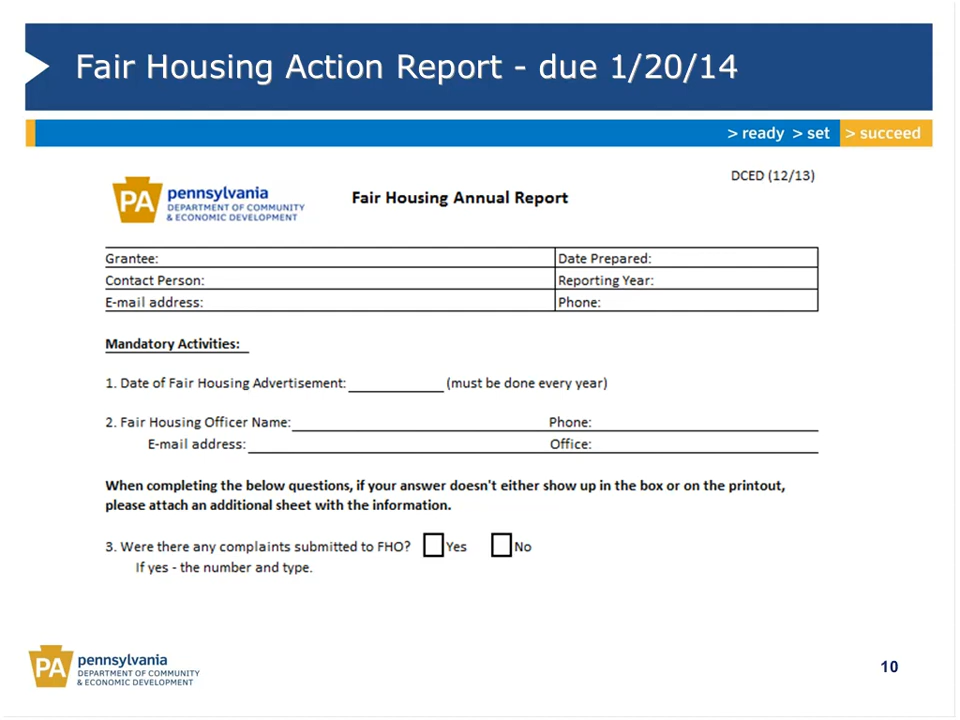 Fair Housing Action Report - due 1/20/14
> ready > set > succeed
DCED (12/13)
PA pennsylvania
DEPARTMENT OF COMMUNITY
& ECONOMIC DEVELOPMENT
Fair Housing Annual Report
Grantee: Date Prepared:
Contact Person: Reporting Year:
E-mail address: Phone:
Mandatory Activities:
1. Date of Fair Housing Advertisement: ____________ (must be done every year)
2. Fair Housing Officer Name: Phone:
E-mail address: Office:
When completing the below questions, if your answer doesn't either show up in the box or on the printout,
please attach an additional sheet with the information.
3. Were there any complaints submitted to FHO? Yes No
If yes - the number and type.
PA pennsylvania
DEPARTMENT OF COMMUNITY
& ECONOMIC DEVELOPMENT
10